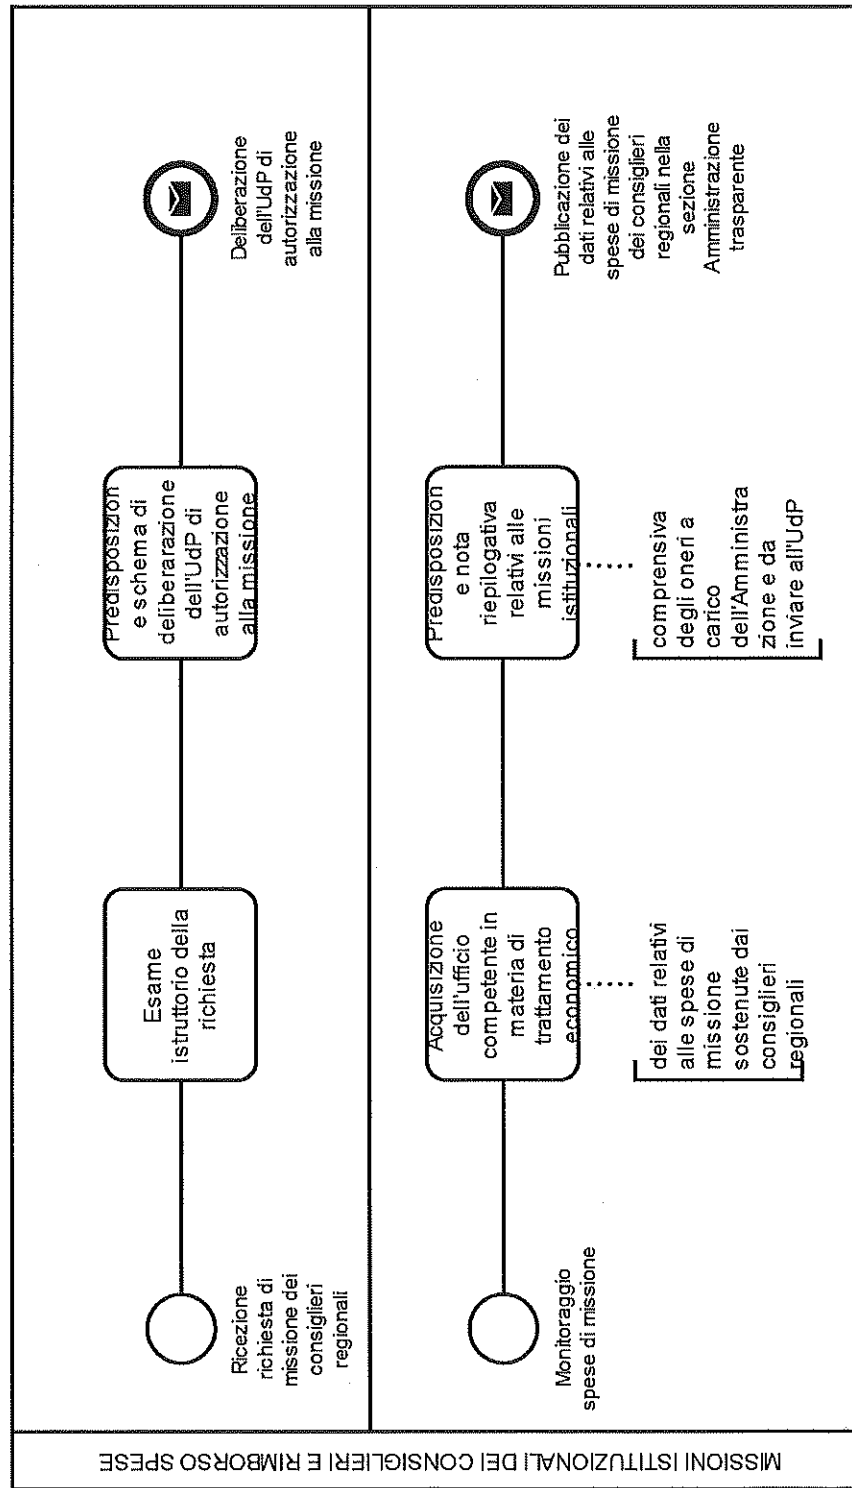 MISSIONI ISTITUZIONALI DEI CONSIGLIERI E RIMBORSO SPESE
Ricezione
richiesta di
missione dei
consiglieri
regionali
Esame
istruttorio della
richiesta
Predisposizion
e schema di
deliberarazione
dell'UdP di
autorizzazione
alla missione
Deliberazione
dell'UdP di
autorizzazione
alla missione
Monitoraggio
spese di missione
Acquisizione
dell'ufficio
competente in
materia di
trattamento
economico
dei dati relativi
alle spese di
missione
sostenute dai
consiglieri
regionali
Predisposizion
e nota
riepilogativa
relativi alle
missioni
istituzionali
comprensiva
degli oneri a
carico
dell'Amministra
zione e da
inviare all'UdP
Pubblicazione dei
dati relativi alle
spese di missione
dei consiglieri
regionali nella
sezione
Amministrazione
trasparente